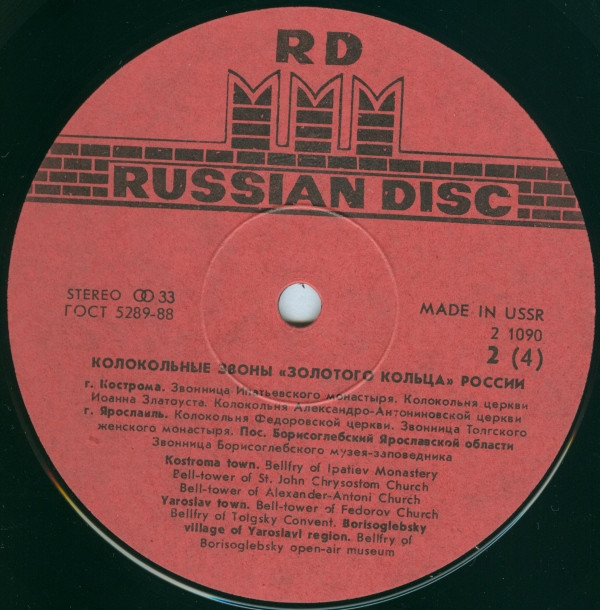 RD
RUSSIAN DISC
STEREO 33
ГОСТ 5289-88
MADE IN USSR
2 1090
2 (4)
КОЛОКОЛЬНЫЕ ЗВОНЫ «ЗОЛОТОГО КОЛЬЦА» РОССИИ
г. Кострома. Звонница Ипатьевского монастыря. Колокольня церкви
Иоанна Златоуста. Колокольня Александро-Антониновской церкви
г. Ярославль. Колокольня Федоровской церкви. Звонница Толгского
женского монастыря. Пос. Борисоглебский Ярославской области
Звонница Борисоглебского музея-заповедника
Kostroma town. Bellfry of Ipatiev Monastery
Bell-tower of St. John Chrysostom Church
Bell-tower of Alexander-Antoni Church
Yaroslav town. Bell-tower of Fedorov Church
Bellfry of Tolgsky Convent. Borisoglebsky
village of Yaroslavl region. Bellfry of
Borisoglebsky open-air museum